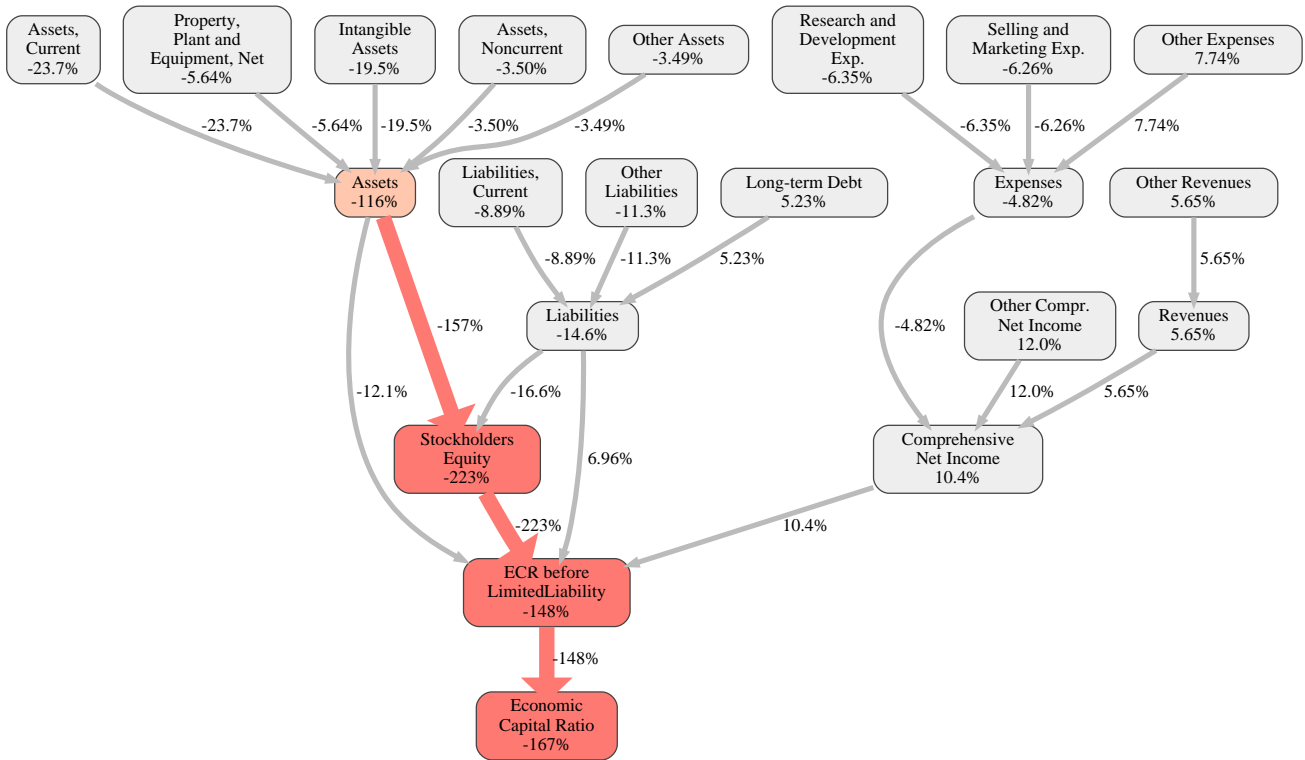 Assets,
Current
-23.7%
Property,
Plant and
Equipment, Net
-5.64%
Intangible
Assets
-19.5%
Assets,
Noncurrent
-3.50%
Other Assets
-3.49%
Research and
Development
Exp.
-6.35%
Selling and
Marketing Exp.
-6.26%
Other Expenses
7.74%
-23.7%
-5.64%
-19.5%
-3.50%
-3.49%
-6.35%
-6.26%
7.74%
Assets
-116%
Liabilities,
Current
-8.89%
Other
Liabilities
-11.3%
Long-term Debt
5.23%
Expenses
-4.82%
Other Revenues
5.65%
-8.89%
-11.3%
5.23%
5.65%
-157%
Liabilities
-14.6%
-4.82%
Other Compr.
Net Income
12.0%
Revenues
5.65%
-12.1%
-16.6%
12.0%
5.65%
Stockholders
Equity
-223%
6.96%
Comprehensive
Net Income
10.4%
-223%
10.4%
ECR before
LimitedLiability
-148%
-148%
Economic
Capital Ratio
-167%